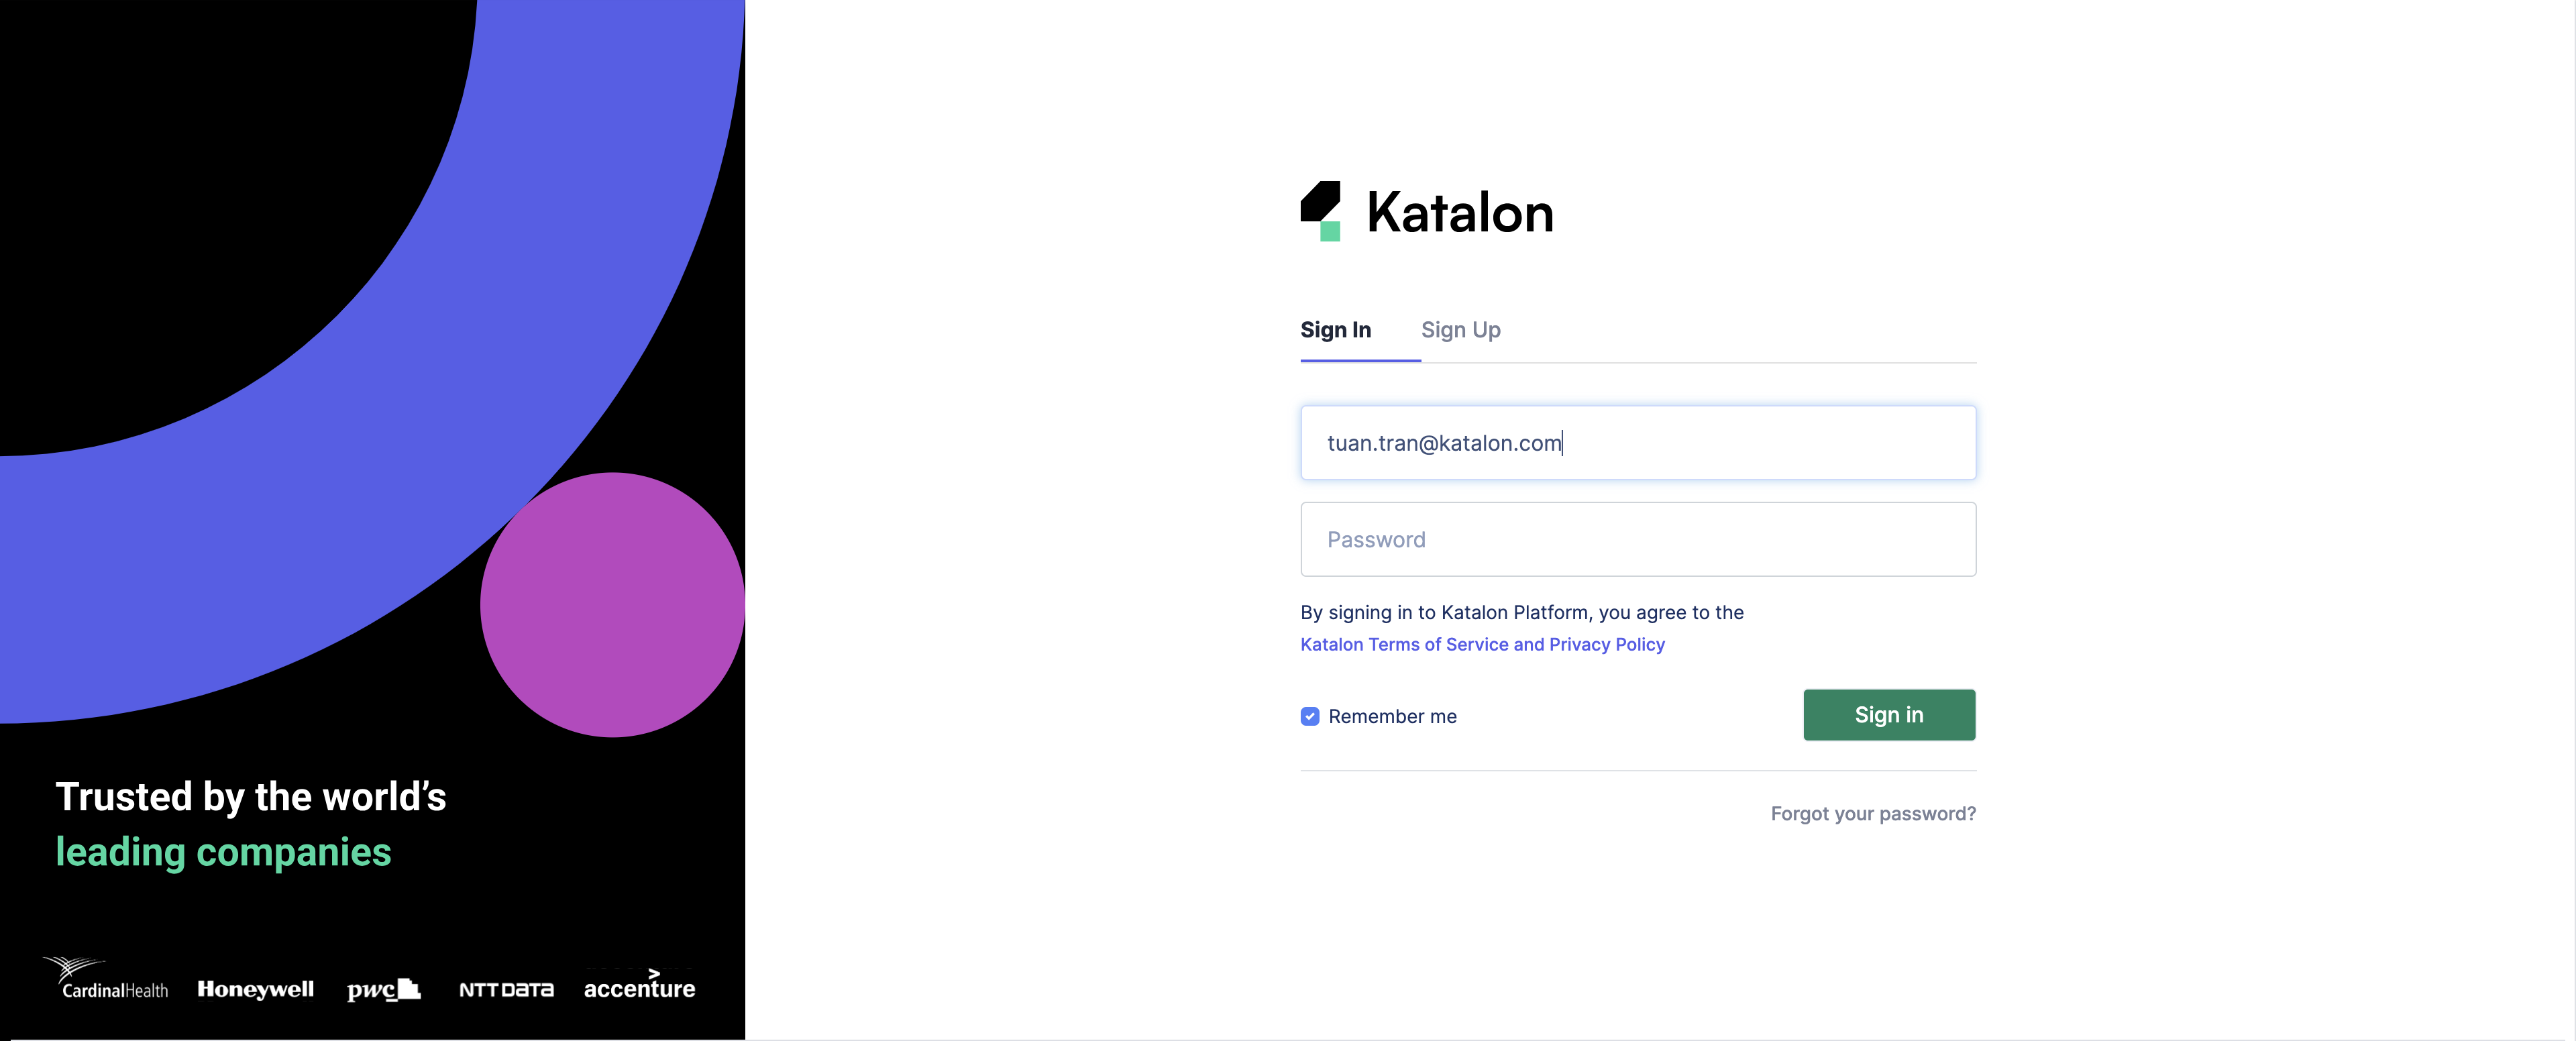 Katalon
Sign In Sign Up
tuan.tran@katalon.com
Password
By signing in to Katalon Platform, you agree to the
Katalon Terms of Service and Privacy Policy
Remember me Sign in
Forgot your password?
Trusted by the world’s
leading companies
CardinalHealth Honeywell pwc NTT DATA accenture